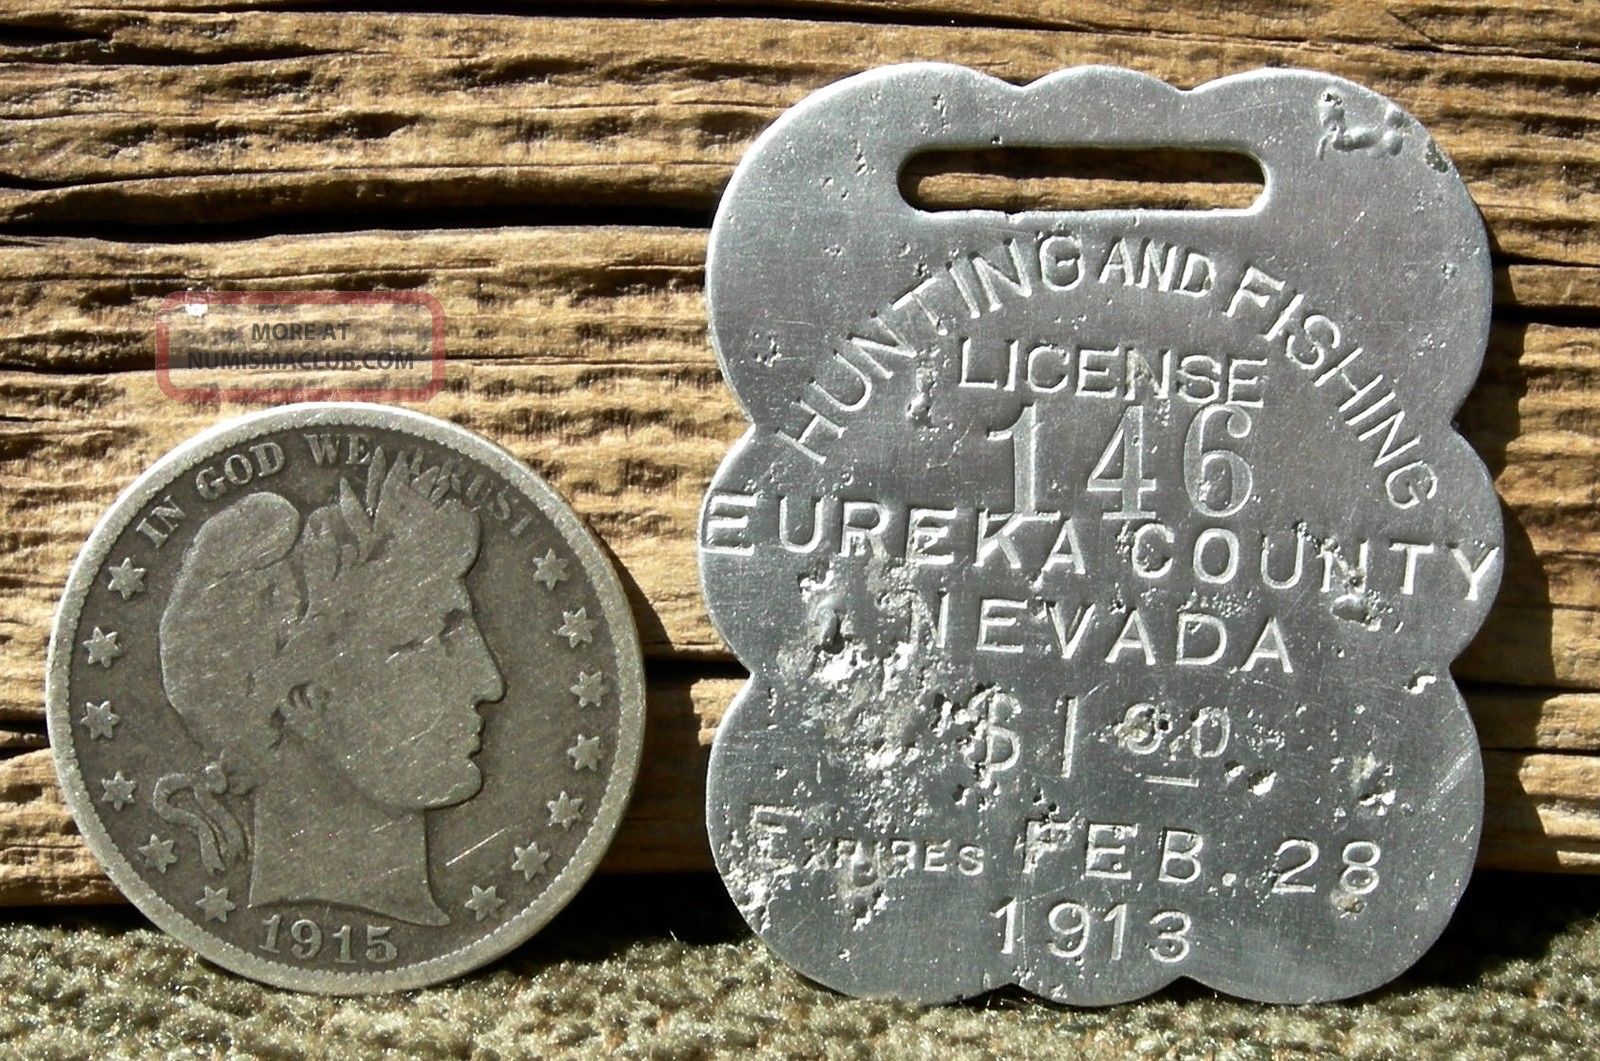 MORE AT
NUMISMACLUB.COM
IN GOD WE TRUST
1915
HUNTING AND FISHING
LICENSE
146
EUREKA COUNTY
NEVADA
$1.00
EXPIRES FEB. 28
1913